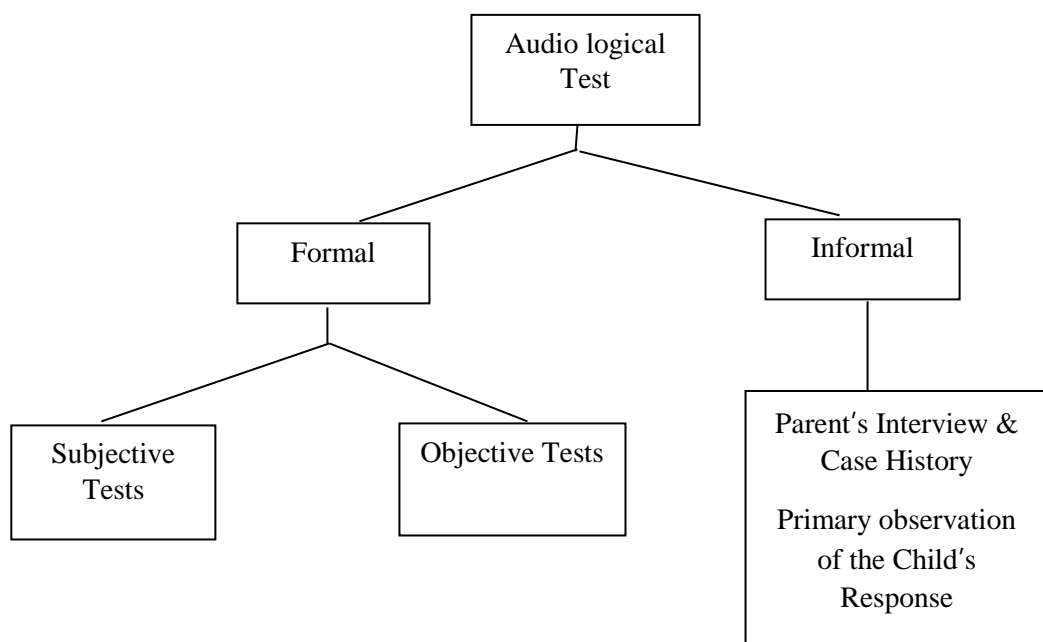 Audio logical
Test
Formal
Informal
Subjective
Tests
Objective Tests
Parent′s Interview &
Case History
Primary observation
of the Child′s
Response